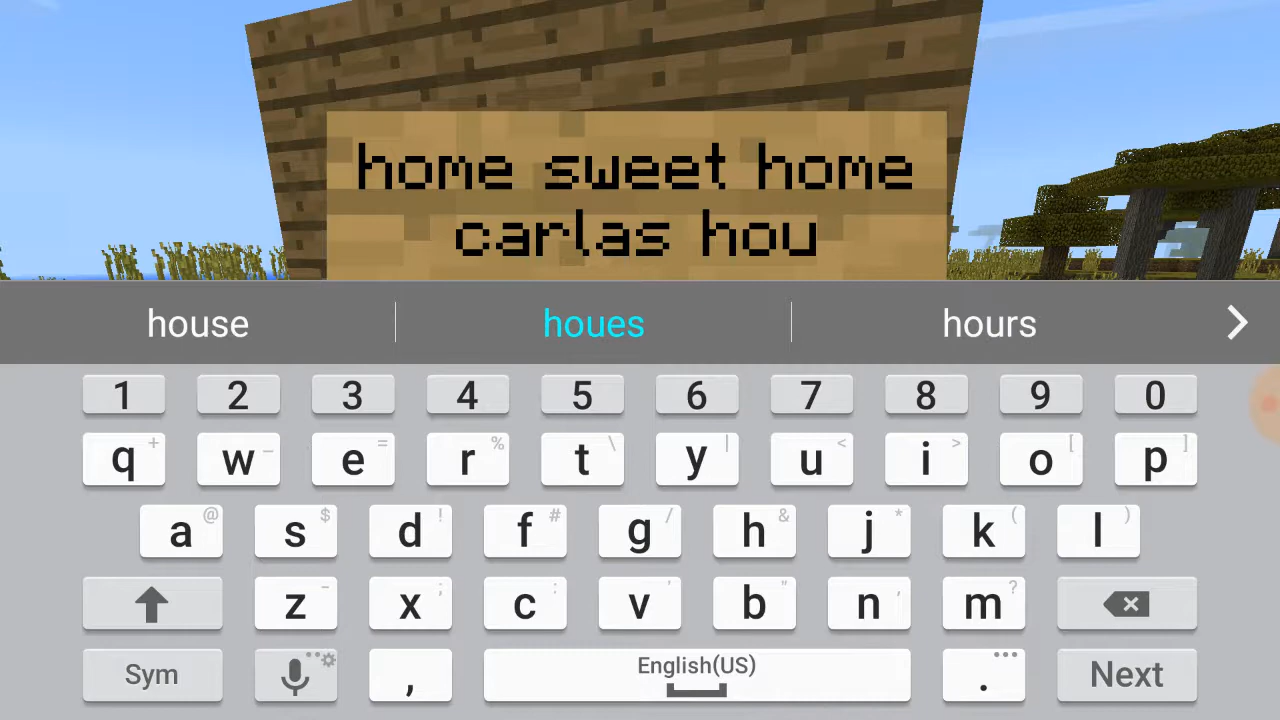 home sweet home
carlas hou
house houes hours
1 2 3 4 5 6 7 8 9 0
q + w e = r % t \ y | u < i > o [ p ]
a @ s $ d ! f # g / h & j * k ( l )
z x ; c : v ' b " n , m ?
Sym , English(US) . Next